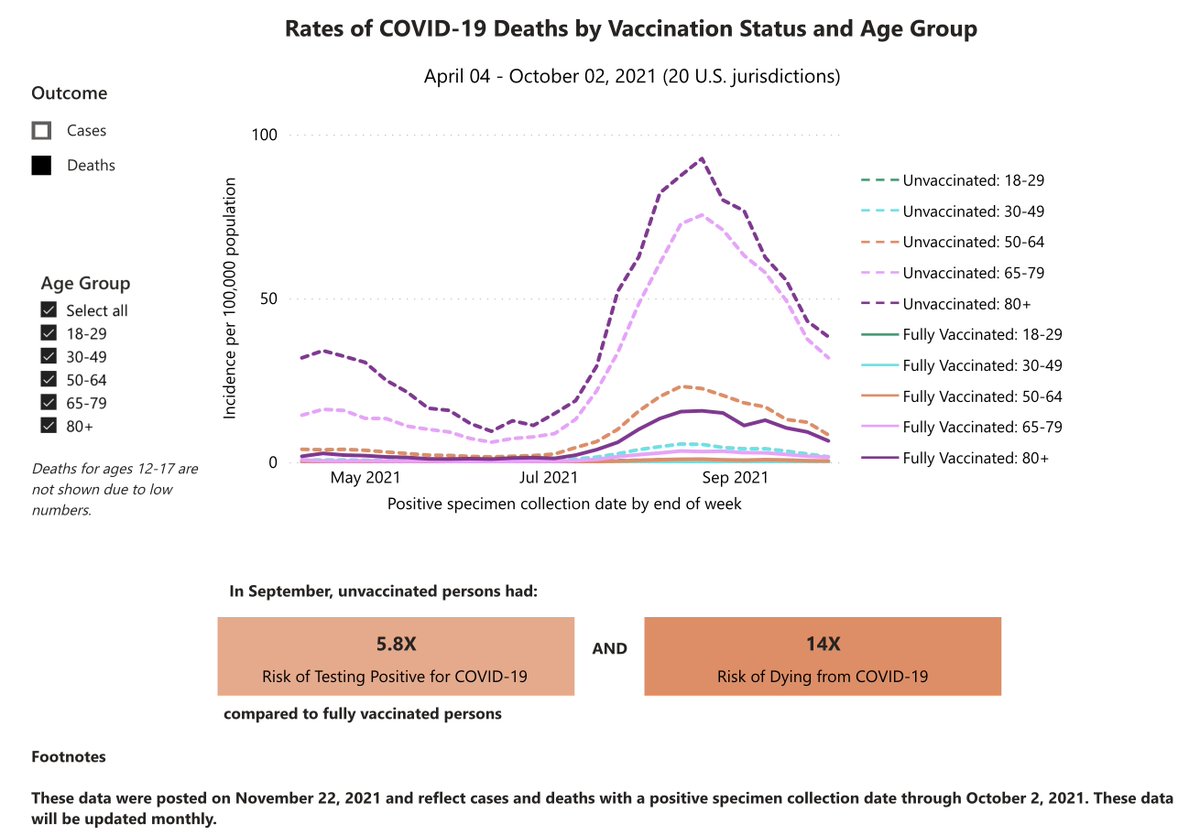 Rates of COVID-19 Deaths by Vaccination Status and Age Group
April 04 - October 02, 2021 (20 U.S. jurisdictions)
Outcome
Cases
Deaths
Age Group
Select all
18-29
30-49
50-64
65-79
80+
Deaths for ages 12-17 are
not shown due to low
numbers.
Incidence per 100,000 population
100
50
0
May 2021
Jul 2021
Sep 2021
Positive specimen collection date by end of week
Unvaccinated: 18-29
Unvaccinated: 30-49
Unvaccinated: 50-64
Unvaccinated: 65-79
Unvaccinated: 80+
Fully Vaccinated: 18-29
Fully Vaccinated: 30-49
Fully Vaccinated: 50-64
Fully Vaccinated: 65-79
Fully Vaccinated: 80+
In September, unvaccinated persons had:
5.8X
Risk of Testing Positive for COVID-19
AND
14X
Risk of Dying from COVID-19
compared to fully vaccinated persons
Footnotes
These data were posted on November 22, 2021 and reflect cases and deaths with a positive specimen collection date through October 2, 2021. These data
will be updated monthly.